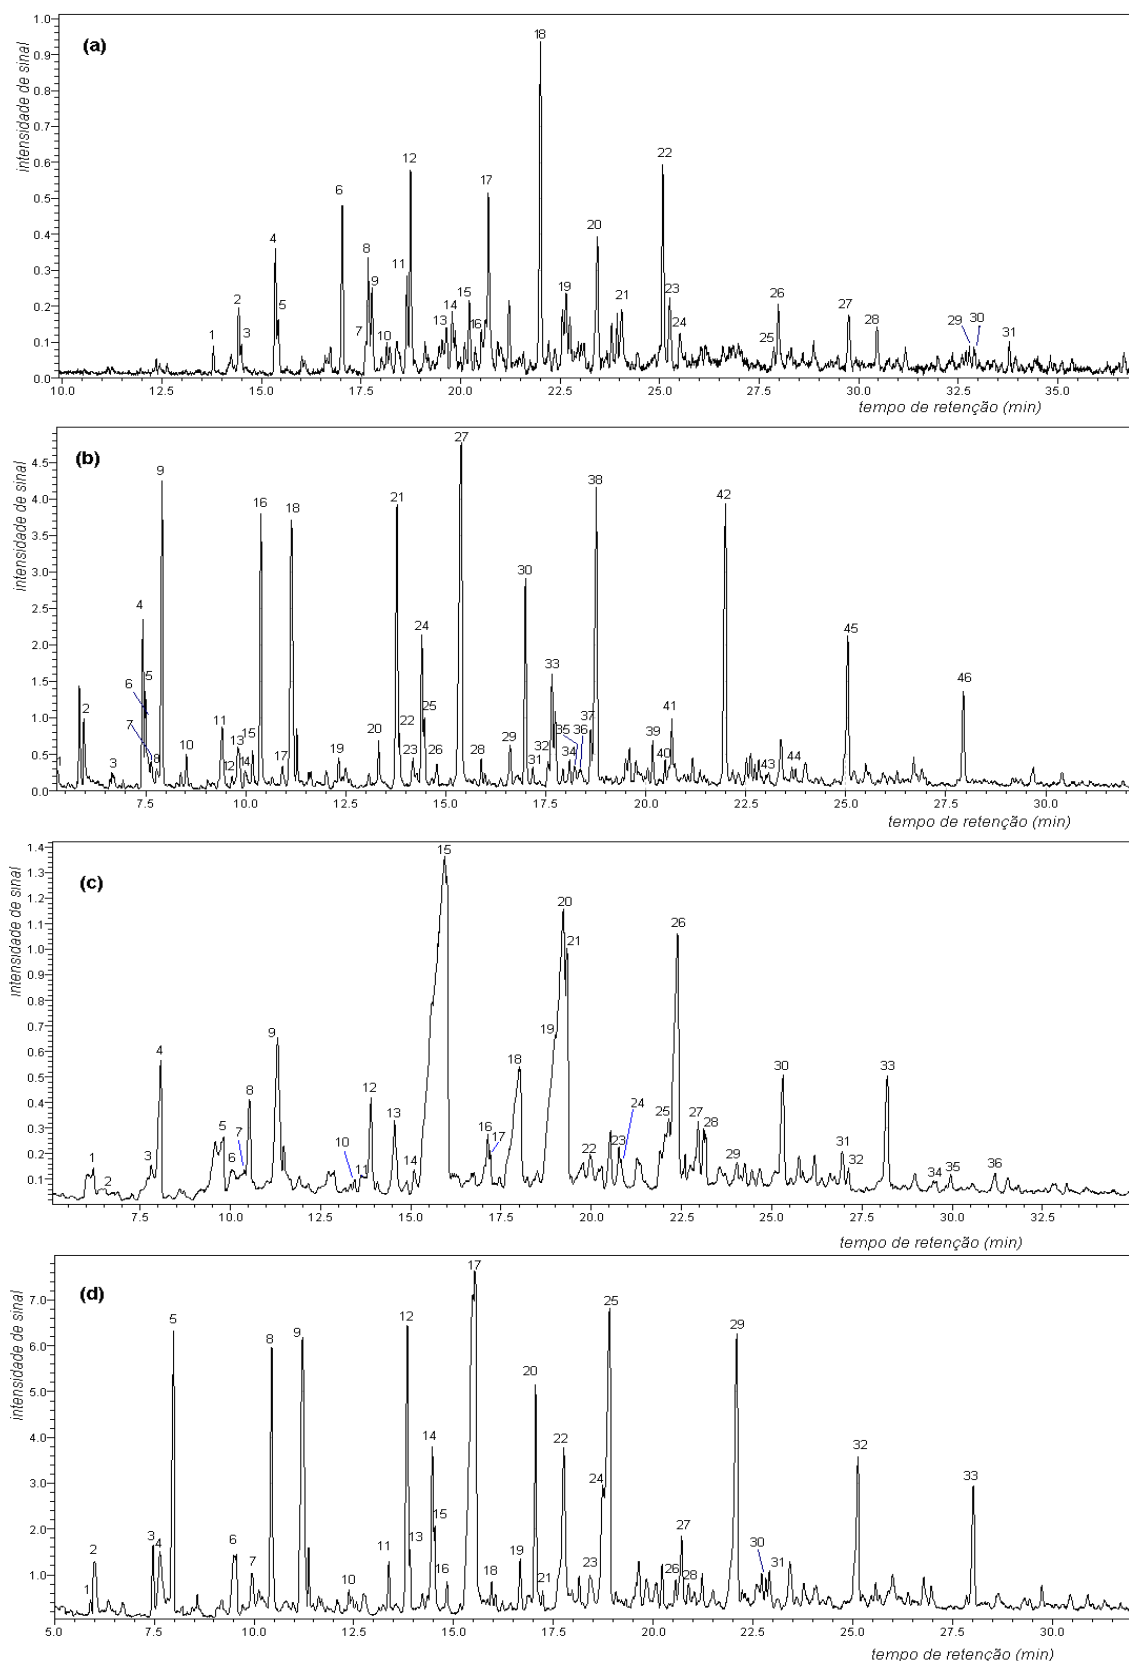 (a)
intensidade de sinal
1.0
0.9
0.8
0.7
0.6
0.5
0.4
0.3
0.2
0.1
0.0
1 2 3 4 5 6 7 8 9 10 11 12 13 14 15 16 17 18 19 20 21 22 23 24 25 26 27 28 29 30 31
10.0 12.5 15.0 17.5 20.0 22.5 25.0 27.5 30.0 32.5 35.0
tempo de retenção (min)
(b)
intensidade de sinal
4.5
4.0
3.5
3.0
2.5
2.0
1.5
1.0
0.5
0.0
1 2 3 4 5 6 7 8 9 10 11 12 13 14 15 16 17 18 19 20 21 22 23 24 25 26 27 28 29 30 31 32 33 34 35 36 37 38 39 40 41 42 43 44 45 46
7.5 10.0 12.5 15.0 17.5 20.0 22.5 25.0 27.5 30.0
tempo de retenção (min)
(c)
intensidade de sinal
1.4
1.3
1.2
1.1
1.0
0.9
0.8
0.7
0.6
0.5
0.4
0.3
0.2
0.1
1 2 3 4 5 6 7 8 9 10 11 12 13 14 15 16 17 18 19 20 21 22 23 24 25 26 27 28 29 30 31 32 33 34 35 36
7.5 10.0 12.5 15.0 17.5 20.0 22.5 25.0 27.5 30.0 32.5
tempo de retenção (min)
(d)
intensidade de sinal
7.0
6.0
5.0
4.0
3.0
2.0
1.0
1 2 3 4 5 6 7 8 9 10 11 12 13 14 15 16 17 18 19 20 21 22 23 24 25 26 27 28 29 30 31 32 33
5.0 7.5 10.0 12.5 15.0 17.5 20.0 22.5 25.0 27.5 30.0
tempo de retenção (min)